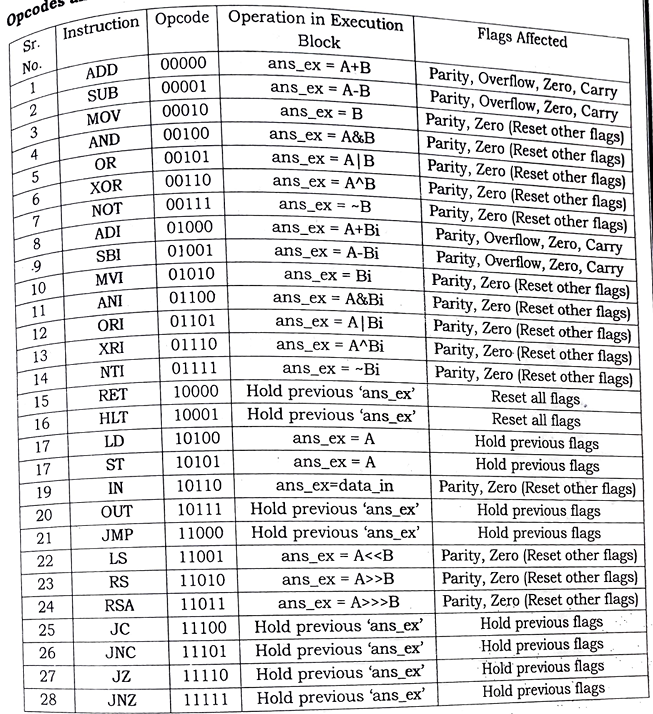 Opcodes
Sr. No. Instruction Opcode Operation in Execution Block Flags Affected
1 ADD 00000 ans_ex = A+B Parity, Overflow, Zero, Carry
2 SUB 00001 ans_ex = A-B Parity, Overflow, Zero, Carry
3 MOV 00010 ans_ex = B Parity, Zero (Reset other flags)
4 AND 00100 ans_ex = A&B Parity, Zero (Reset other flags)
5 OR 00101 ans_ex = A|B Parity, Zero (Reset other flags)
6 XOR 00110 ans_ex = A^B Parity, Zero (Reset other flags)
7 NOT 00111 ans_ex = ~B Parity, Zero (Reset other flags)
8 ADI 01000 ans_ex = A+Bi Parity, Overflow, Zero, Carry
9 SBI 01001 ans_ex = A-Bi Parity, Overflow, Zero, Carry
10 MVI 01010 ans_ex = Bi Parity, Zero (Reset other flags)
11 ANI 01100 ans_ex = A&Bi Parity, Zero (Reset other flags)
12 ORI 01101 ans_ex = A|Bi Parity, Zero (Reset other flags)
13 XRI 01110 ans_ex = A^Bi Parity, Zero (Reset other flags)
14 NTI 01111 ans_ex = ~Bi Parity, Zero (Reset other flags)
15 RET 10000 Hold previous 'ans_ex' Reset all flags
16 HLT 10001 Hold previous 'ans_ex' Reset all flags
17 LD 10100 ans_ex = A Hold previous flags
17 ST 10101 ans_ex = A Hold previous flags
19 IN 10110 ans_ex=data_in Parity, Zero (Reset other flags)
20 OUT 10111 Hold previous 'ans_ex' Hold previous flags
21 JMP 11000 Hold previous 'ans_ex' Hold previous flags
22 LS 11001 ans_ex = A<<B Parity, Zero (Reset other flags)
23 RS 11010 ans_ex = A>>B Parity, Zero (Reset other flags)
24 RSA 11011 ans_ex = A>>>B Parity, Zero (Reset other flags)
25 JC 11100 Hold previous 'ans_ex' Hold previous flags
26 JNC 11101 Hold previous 'ans_ex' Hold previous flags
27 JZ 11110 Hold previous 'ans_ex' Hold previous flags
28 JNZ 11111 Hold previous 'ans_ex' Hold previous flags